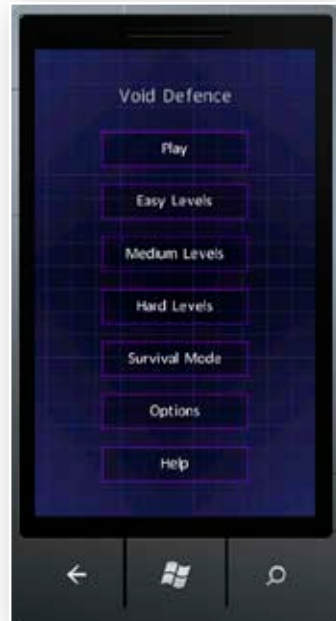 Void Defence
Play
Easy Levels
Medium Levels
Hard Levels
Survival Mode
Options
Help